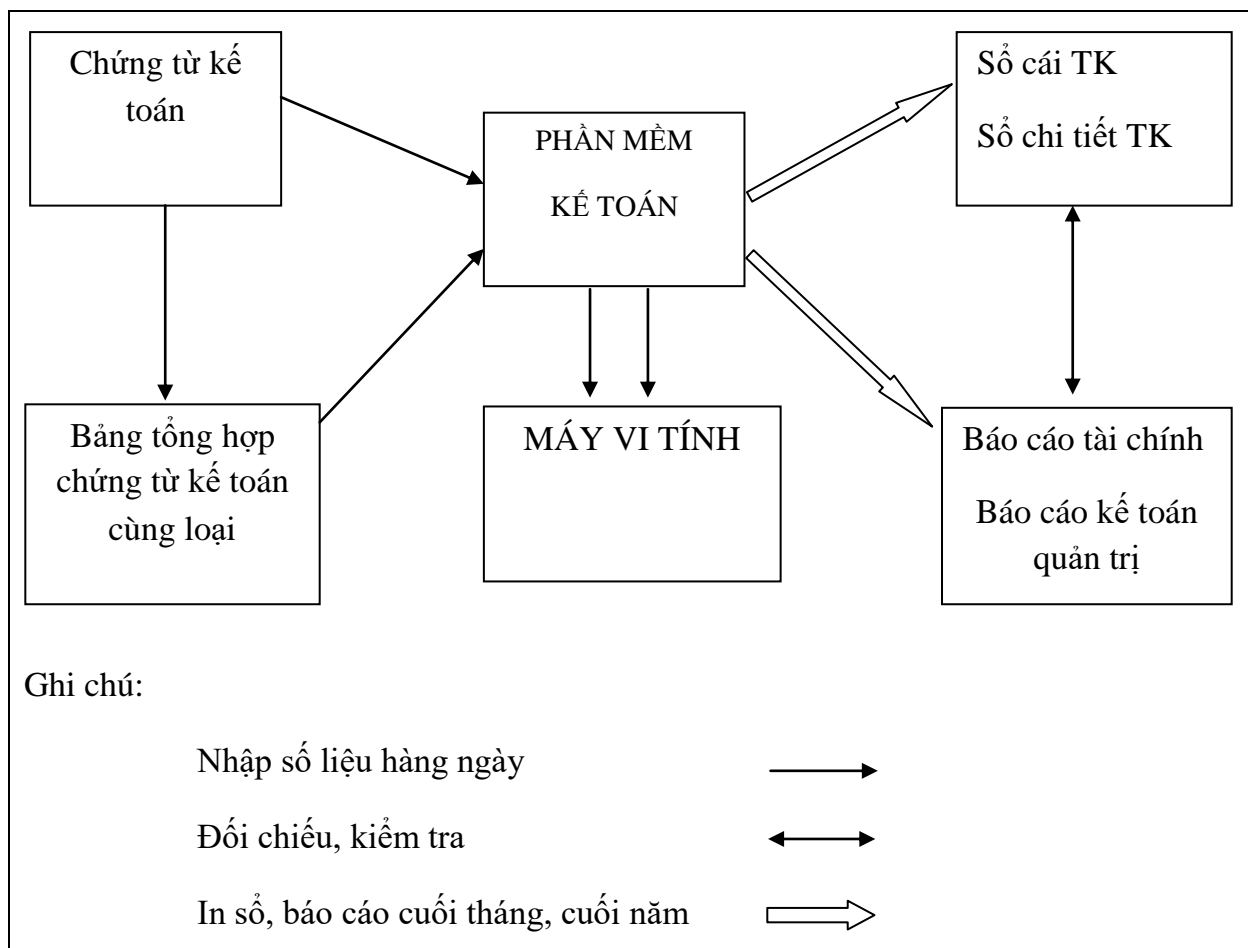 Chứng từ kế
toán
PHẦN MỀM
KẾ TOÁN
Sổ cái TK
Sổ chi tiết TK
Bảng tổng hợp
chứng từ kế toán
cùng loại
MÁY VI TÍNH
Báo cáo tài chính
Báo cáo kế toán
quản trị
Ghi chú:
Nhập số liệu hàng ngày
Đối chiếu, kiểm tra
In sổ, báo cáo cuối tháng, cuối năm